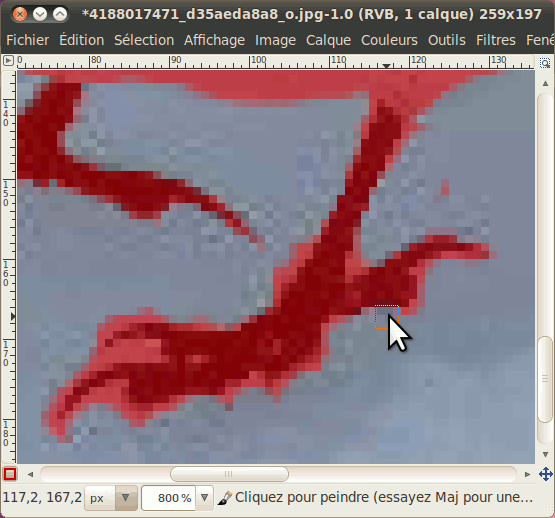 *4188017471_d35aeda8a8_o.jpg-1.0 (RVB, 1 calque) 259x197
Fichier Édition Sélection Affichage Image Calque Couleurs Outils Filtres Fenê
0 80 90 100 110 120 130
140
150
160
170
180
117,2, 167,2 px 800 % Cliquez pour peindre (essayez Maj pour une…